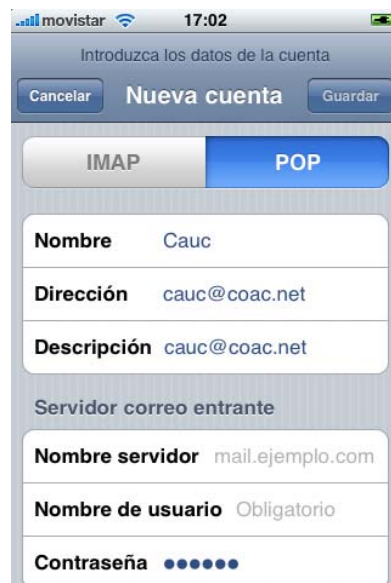 movistar 17:02
Introduzca los datos de la cuenta
Cancelar Nueva cuenta Guardar
IMAP POP
Nombre Cauc
Dirección cauc@coac.net
Descripción cauc@coac.net
Servidor correo entrante
Nombre servidor mail.ejemplo.com
Nombre de usuario Obligatorio
Contraseña ●●●●●●